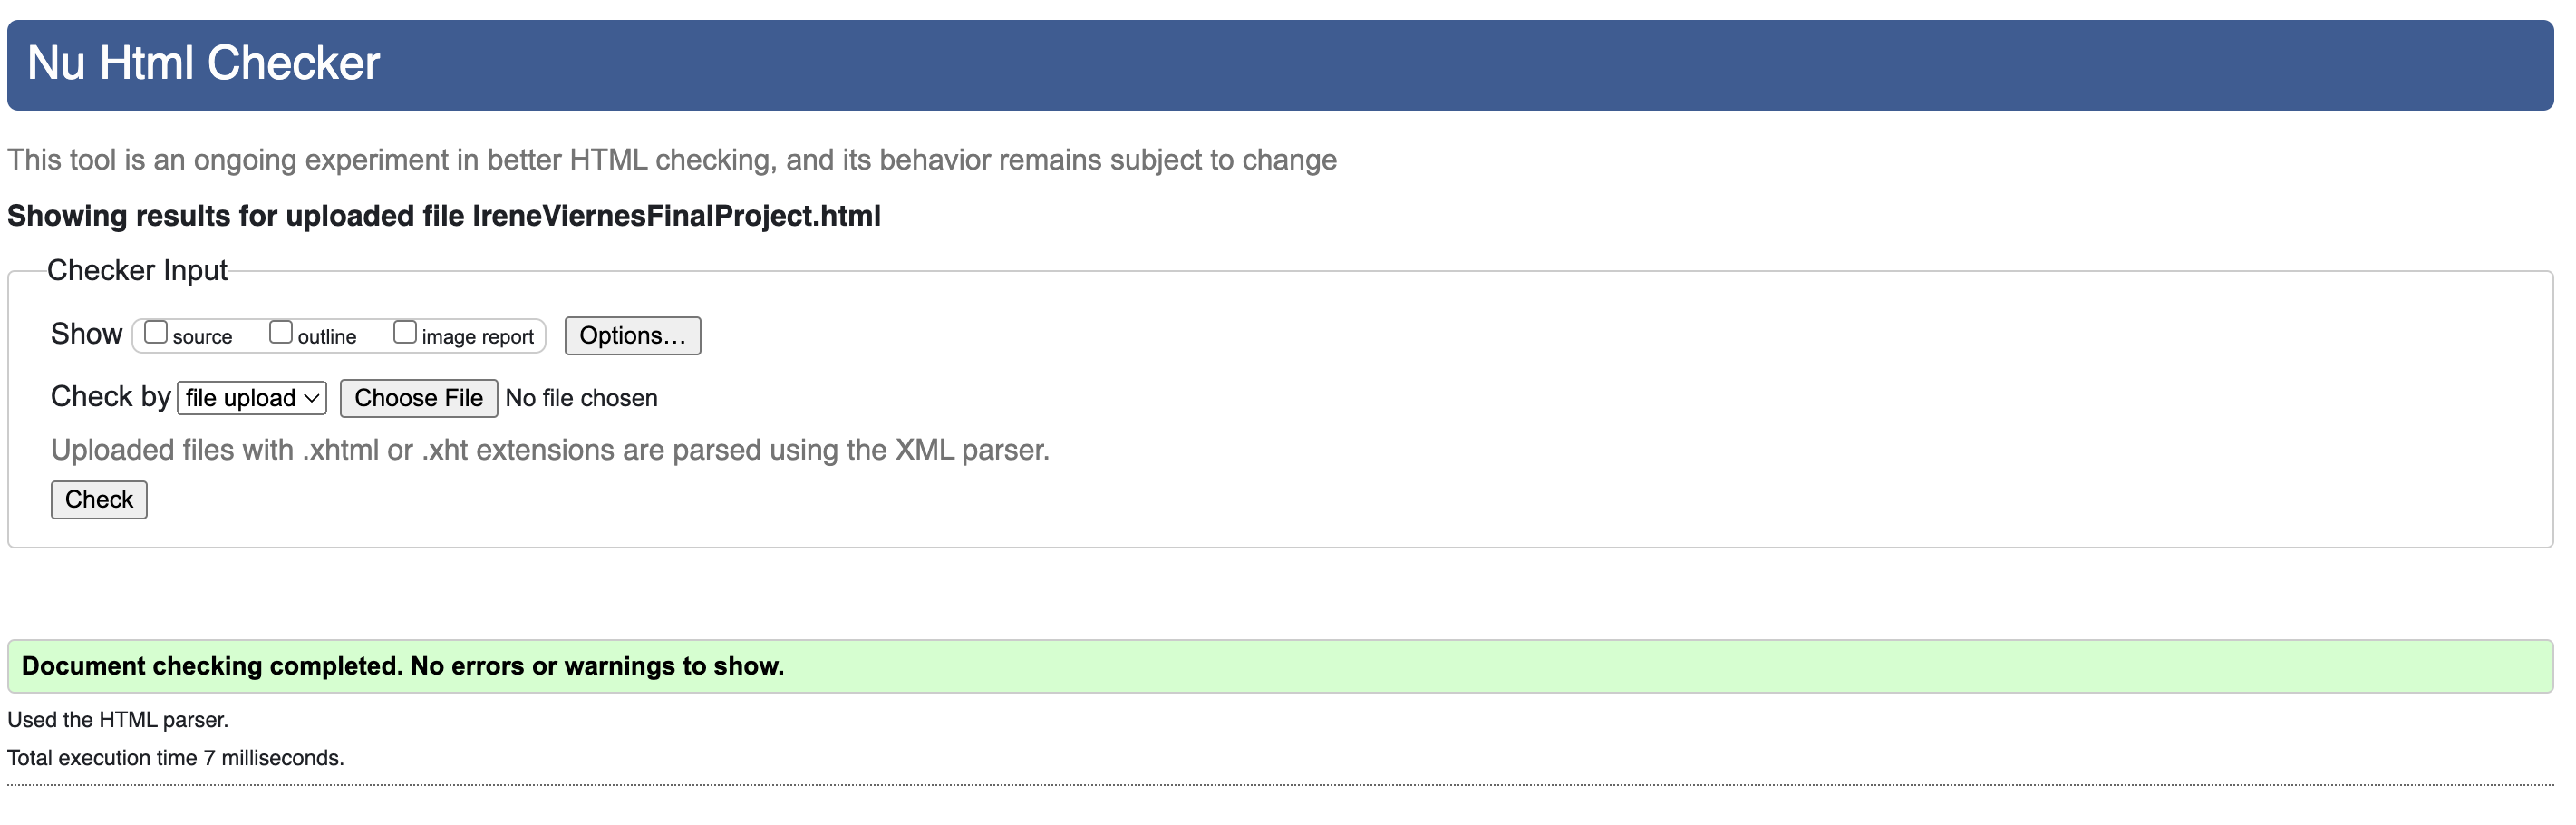 Nu Html Checker
This tool is an ongoing experiment in better HTML checking, and its behavior remains subject to change
Showing results for uploaded file IreneViernesFinalProject.html
Checker Input
Show source outline image report Options…
Check by file upload Choose File No file chosen
Uploaded files with .xhtml or .xht extensions are parsed using the XML parser.
Check
Document checking completed. No errors or warnings to show.
Used the HTML parser.
Total execution time 7 milliseconds.